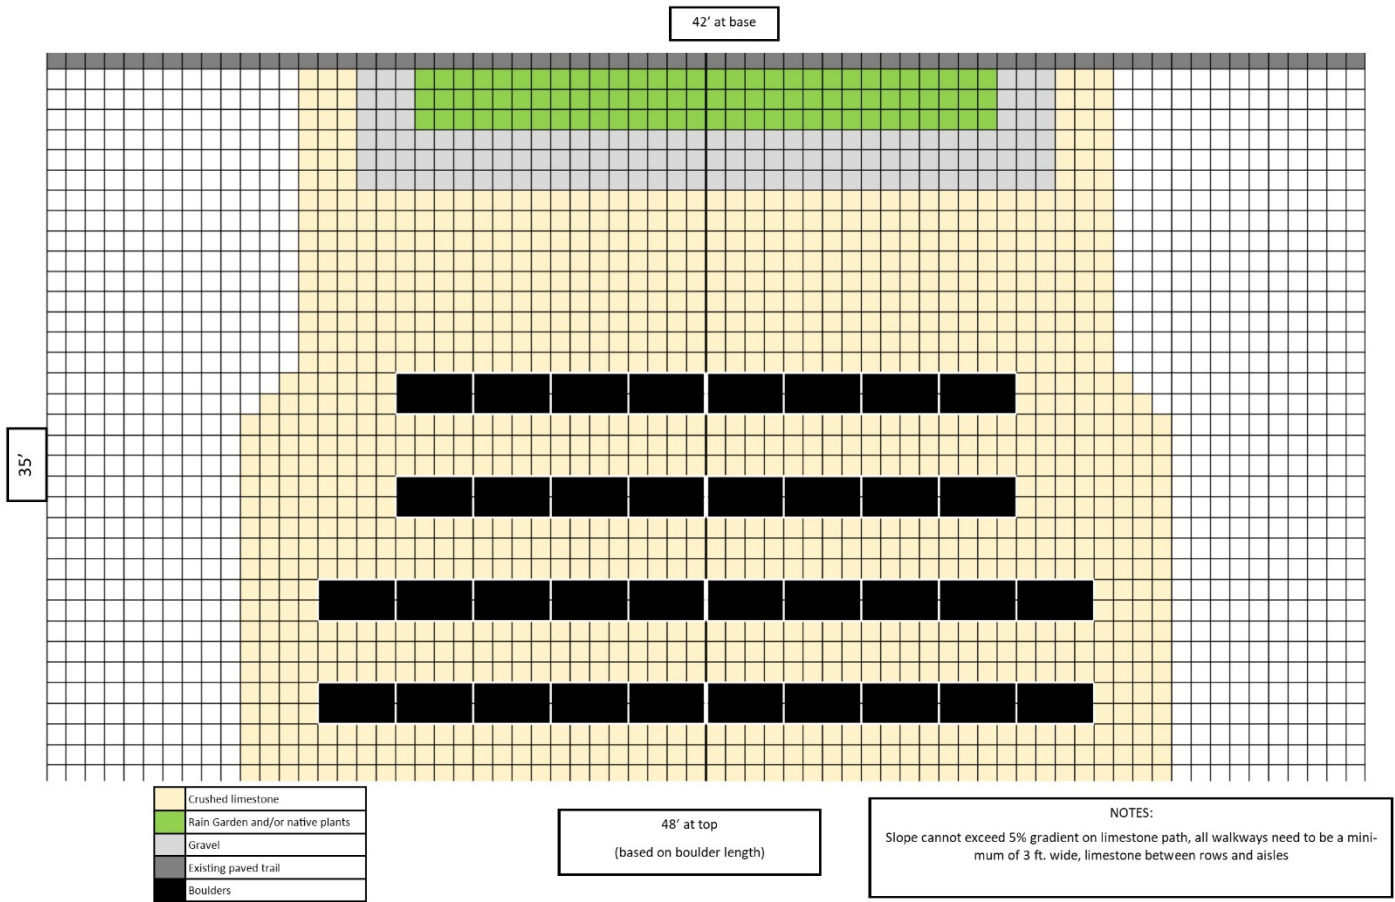 42’ at base
35’
Crushed limestone
Rain Garden and/or native plants
Gravel
Existing paved trail
Boulders
48’ at top
(based on boulder length)
NOTES:
Slope cannot exceed 5% gradient on limestone path, all walkways need to be a mini-
mum of 3 ft. wide, limestone between rows and aisles